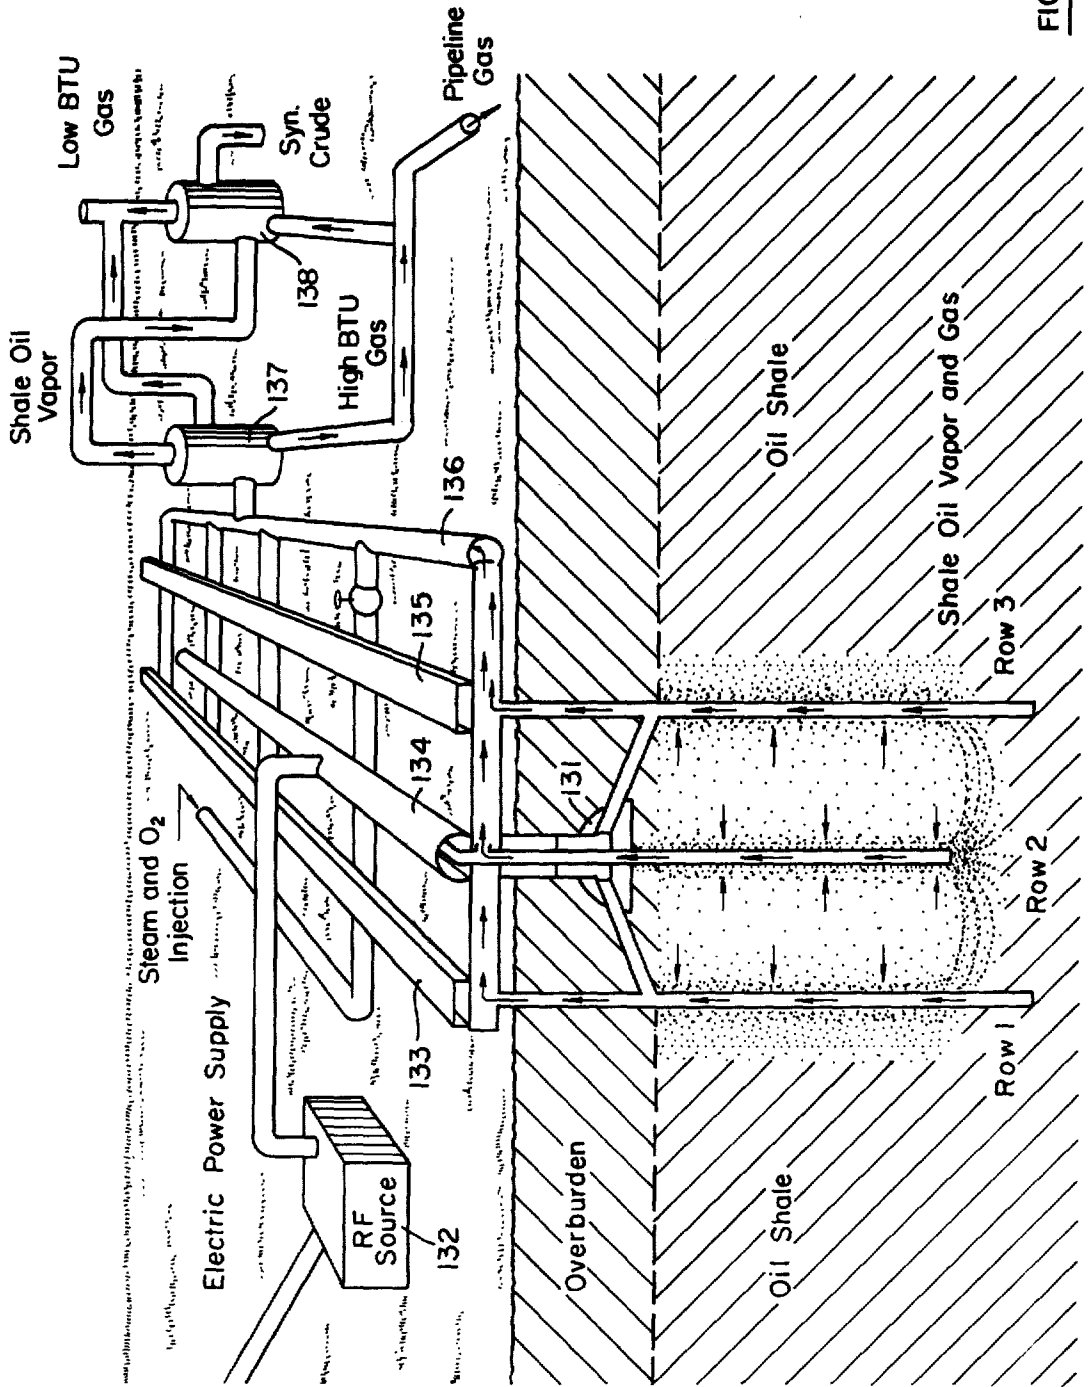 Shale Oil
Vapor
Low BTU
Gas
Syn.
Crude
138
137
High BTU
Gas
Pipeline
Gas
Steam and O₂
Injection
Electric Power Supply
RF
Source
132
133
134
135
136
131
Overburden
Oil Shale
Oil Shale
Shale Oil Vapor and Gas
Row 1
Row 2
Row 3